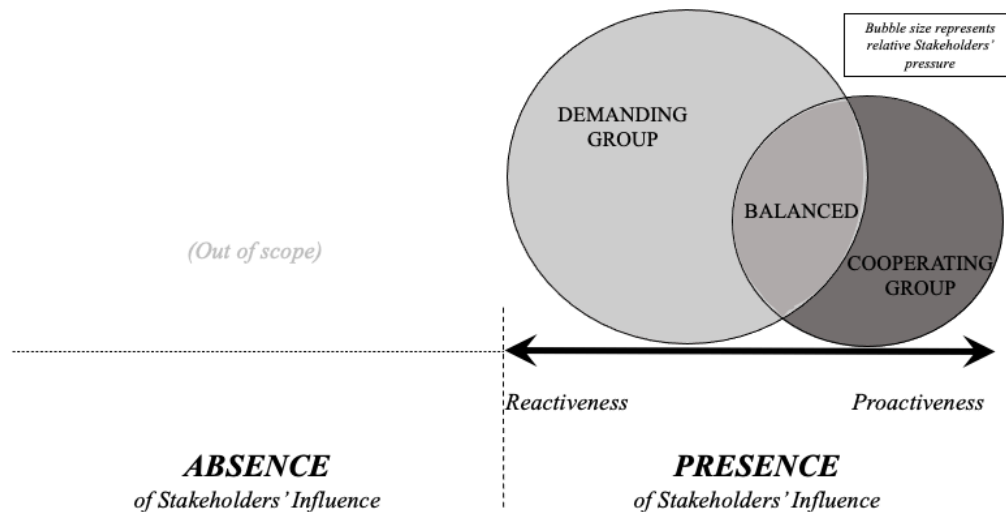 Bubble size represents
relative Stakeholders'
pressure
DEMANDING
GROUP
BALANCED
(Out of scope)
COOPERATING
GROUP
Reactiveness
Proactiveness
ABSENCE
of Stakeholders' Influence
PRESENCE
of Stakeholders' Influence